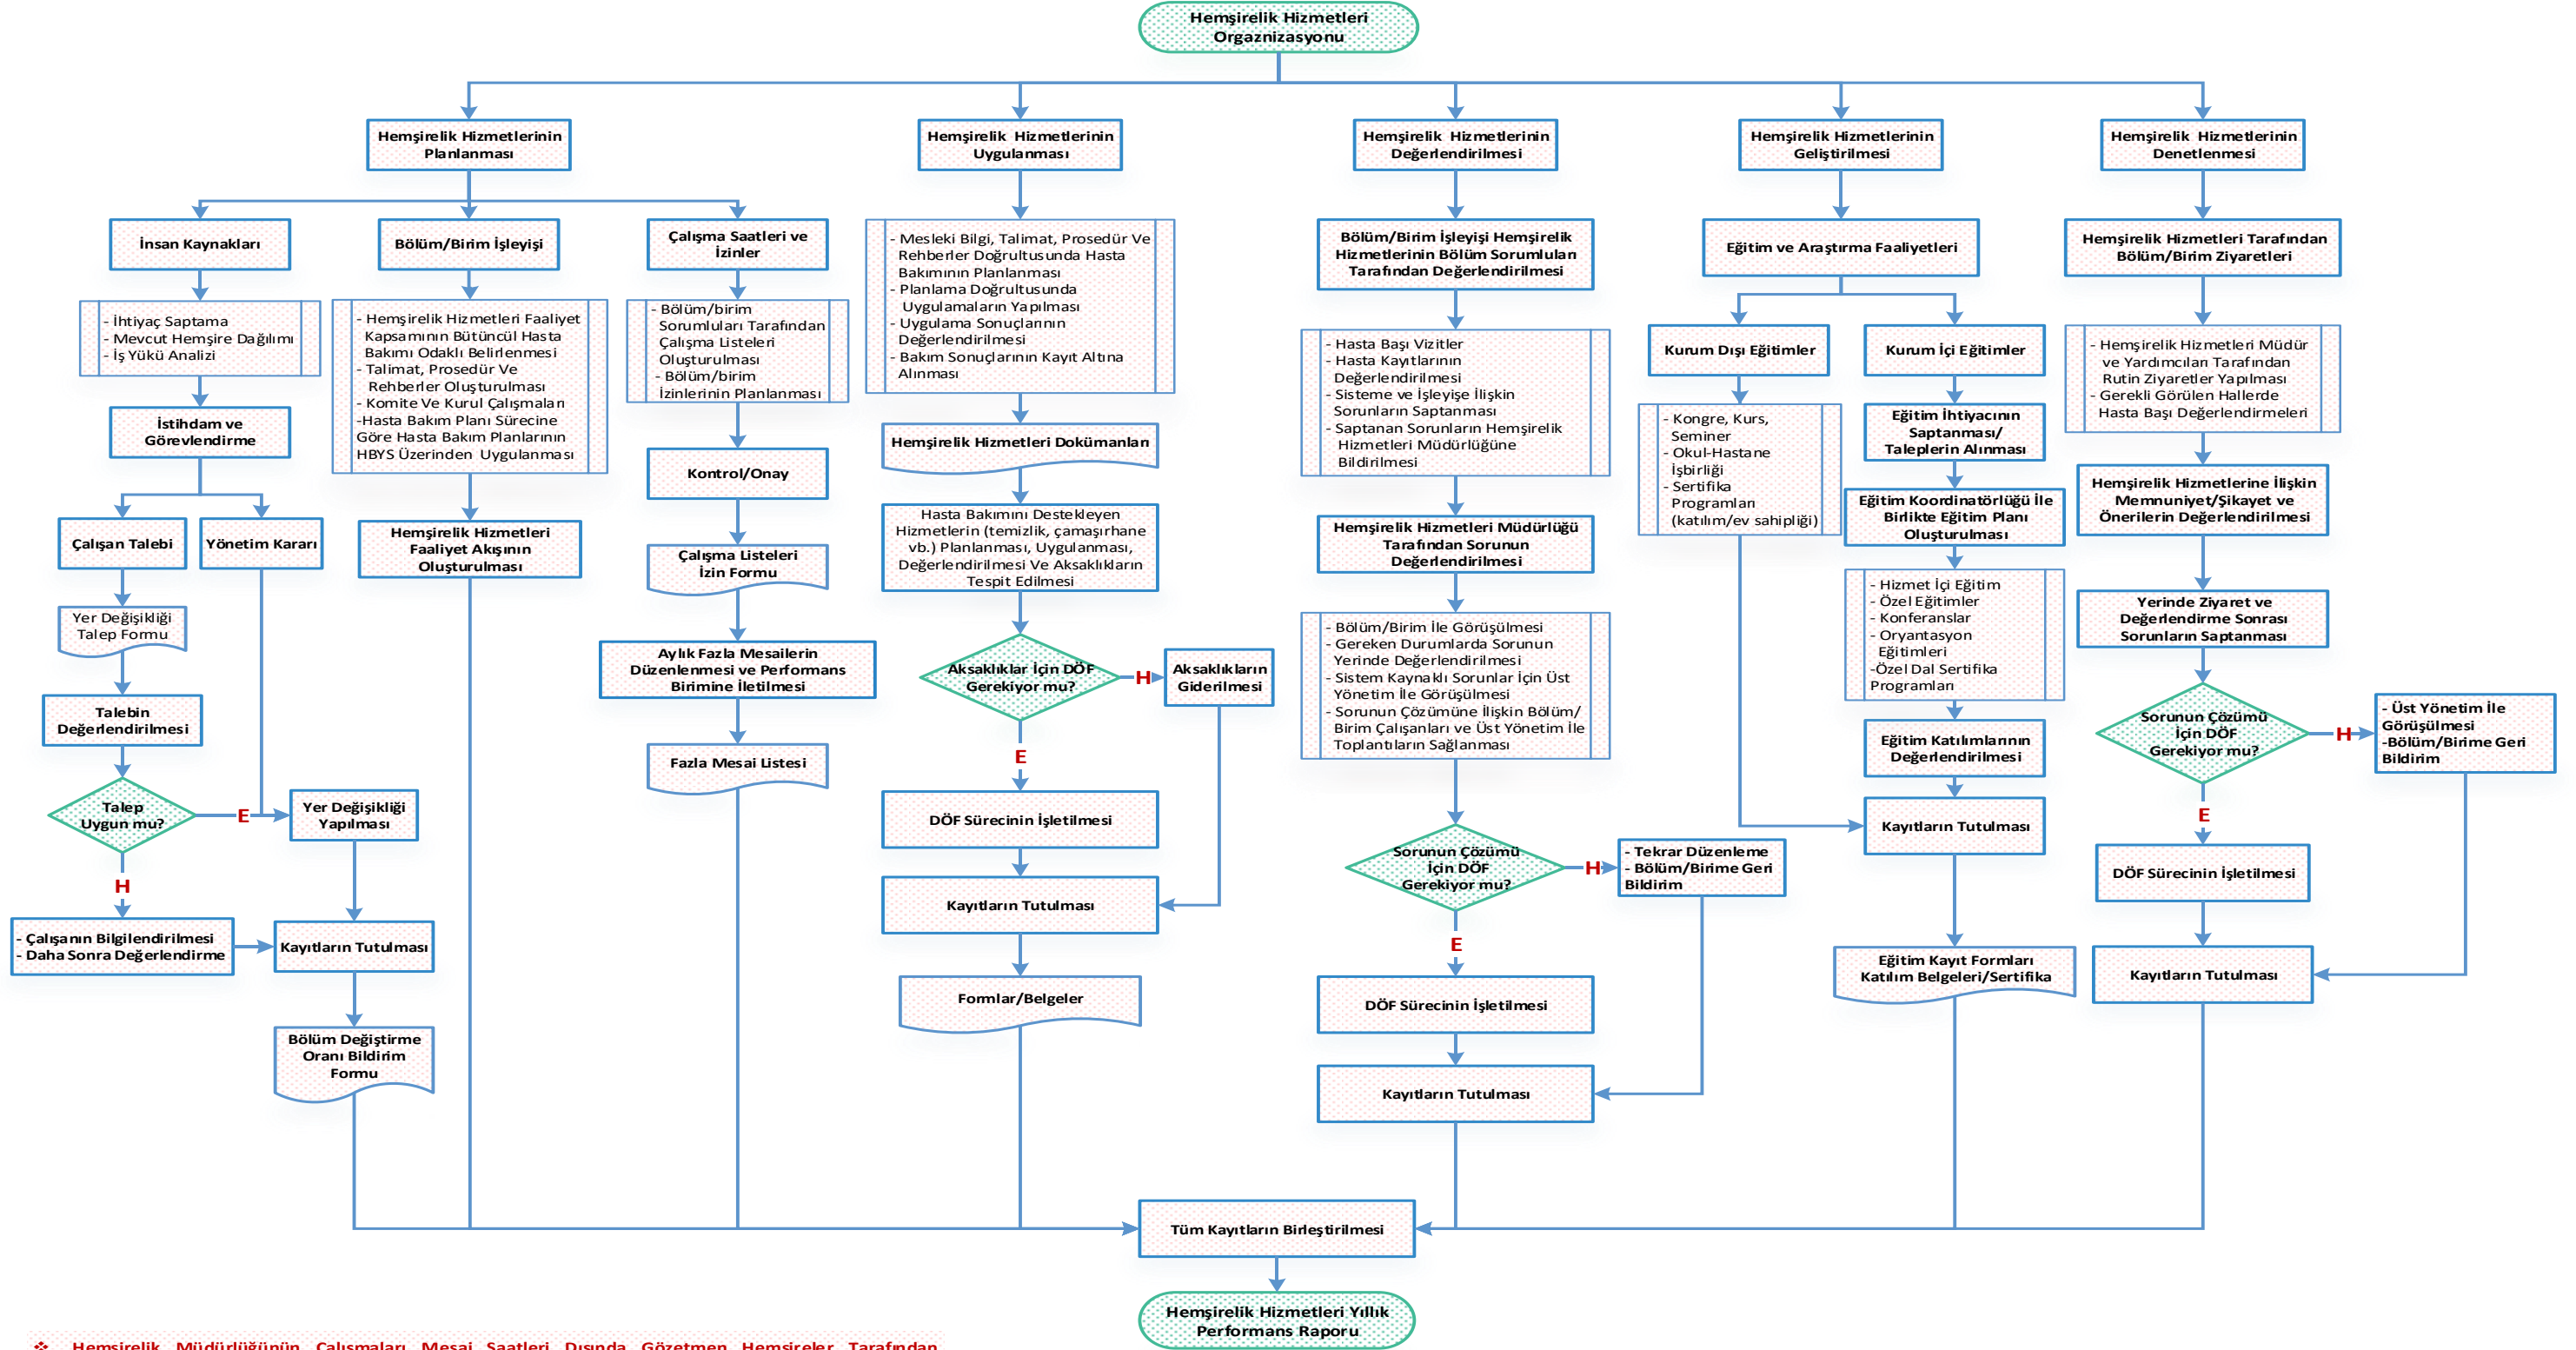 Hemşirelik Hizmetleri
Orgaznizasyonu
Hemşirelik Hizmetlerinin
Planlanması
Hemşirelik Hizmetlerinin
Uygulanması
Hemşirelik Hizmetlerinin
Değerlendirilmesi
Hemşirelik Hizmetlerinin
Geliştirilmesi
Hemşirelik Hizmetlerinin
Denetlenmesi
İnsan Kaynakları
Bölüm/Birim İşleyişi
Çalışma Saatleri ve
İzinler
- İhtiyaç Saptama
- Mevcut Hemşire Dağılımı
- İş Yükü Analizi
İstihdam ve
Görevlendirme
Çalışan Talebi
Yönetim Kararı
Yer Değişikliği
Talep Formu
Talebin
Değerlendirilmesi
Talep
Uygun mu?
E
Yer Değişikliği
Yapılması
H
- Çalışanın Bilgilendirilmesi
- Daha Sonra Değerlendirme
Kayıtların Tutulması
Bölüm Değiştirme
Oranı Bildirim
Formu
- Hemşirelik Hizmetleri Faaliyet
Kapsamının Bütüncül Hasta
Bakımı Odaklı Belirlenmesi
- Talimat, Prosedür Ve
Rehberler Oluşturulması
- Komite Ve Kurul Çalışmaları
-Hasta Bakım Planı Sürecine
Göre Hasta Bakım Planlarının
HBYS Üzerinden Uygulanması
Hemşirelik Hizmetleri
Faaliyet Akışının
Oluşturulması
- Bölüm/birim
Sorumluları Tarafından
Çalışma Listeleri
Oluşturulması
- Bölüm/birim
İzinlerinin Planlanması
Kontrol/Onay
Çalışma Listeleri
İzin Formu
Aylık Fazla Mesailerin
Düzenlenmesi ve Performans
Birimine İletilmesi
Fazla Mesai Listesi
- Mesleki Bilgi, Talimat, Prosedür Ve
Rehberler Doğrultusunda Hasta
Bakımının Planlanması
- Planlama Doğrultusunda
Uygulamaların Yapılması
- Uygulama Sonuçlarının
Değerlendirilmesi
- Bakım Sonuçlarının Kayıt Altına
Alınması
Hemşirelik Hizmetleri Dokümanları
Hasta Bakımını Destekleyen
Hizmetlerin (temizlik, çamaşırhane
vb.) Planlanması, Uygulanması,
Değerlendirilmesi Ve Aksaklıkların
Tespit Edilmesi
Aksaklıklar İçin DÖF
Gerekiyor mu?
H
Aksaklıkların
Giderilmesi
E
DÖF Sürecinin İşletilmesi
Kayıtların Tutulması
Formlar/Belgeler
Bölüm/Birim İşleyişi Hemşirelik
Hizmetlerinin Bölüm Sorumluları
Tarafından Değerlendirilmesi
- Hasta Başı Vizitler
- Hasta Kayıtlarının
Değerlendirilmesi
- Sisteme ve İşleyişe İlişkin
Sorunların Saptanması
- Saptanan Sorunların Hemşirelik
Hizmetleri Müdürlüğüne
Bildirilmesi
Hemşirelik Hizmetleri Müdürlüğü
Tarafından Sorunun
Değerlendirilmesi
- Bölüm/Birim İle Görüşülmesi
- Gereken Durumlarda Sorunun
Yerinde Değerlendirilmesi
- Sistem Kaynaklı Sorunlar İçin Üst
Yönetim İle Görüşülmesi
- Sorunun Çözümüne İlişkin Bölüm/
Birim Çalışanları ve Üst Yönetim İle
Toplantıların Sağlanması
Sorunun Çözümü
İçin DÖF
Gerekiyor mu?
H
- Tekrar Düzenleme
- Bölüm/Birime Geri
Bildirim
E
DÖF Sürecinin İşletilmesi
Kayıtların Tutulması
Eğitim ve Araştırma Faaliyetleri
Kurum Dışı Eğitimler
Kurum İçi Eğitimler
- Kongre, Kurs,
Seminer
- Okul-Hastane
İşbirliği
- Sertifika
Programları
(katılım/ev sahipliği)
Eğitim İhtiyacının
Saptanması/
Taleplerin Alınması
Eğitim Koordinatörlüğü İle
Birlikte Eğitim Planı
Oluşturulması
- Hizmet İçi Eğitim
- Özel Eğitimler
- Konferanslar
- Oryantasyon
Eğitimleri
-Özel Dal Sertifika
Programları
Eğitim Katılımlarının
Değerlendirilmesi
Kayıtların Tutulması
Eğitim Kayıt Formları
Katılım Belgeleri/Sertifika
Hemşirelik Hizmetleri Tarafından
Bölüm/Birim Ziyaretleri
- Hemşirelik Hizmetleri Müdür
ve Yardımcıları Tarafından
Rutin Ziyaretler Yapılması
- Gerekli Görülen Hallerde
Hasta Başı Değerlendirmeleri
Hemşirelik Hizmetlerine İlişkin
Memnuniyet/Şikayet ve
Önerilerin Değerlendirilmesi
Yerinde Ziyaret ve
Değerlendirme Sonrası
Sorunların Saptanması
Sorunun Çözümü
İçin DÖF
Gerekiyor mu?
H
- Üst Yönetim İle
Görüşülmesi
-Bölüm/Birime Geri
Bildirim
E
DÖF Sürecinin İşletilmesi
Kayıtların Tutulması
Tüm Kayıtların Birleştirilmesi
Hemşirelik Hizmetleri Yıllık
Performans Raporu
❖ Hemşirelik Müdürlüğünün Çalışmaları Mesai Saatleri Dışında Gözetmen Hemşireler Tarafından